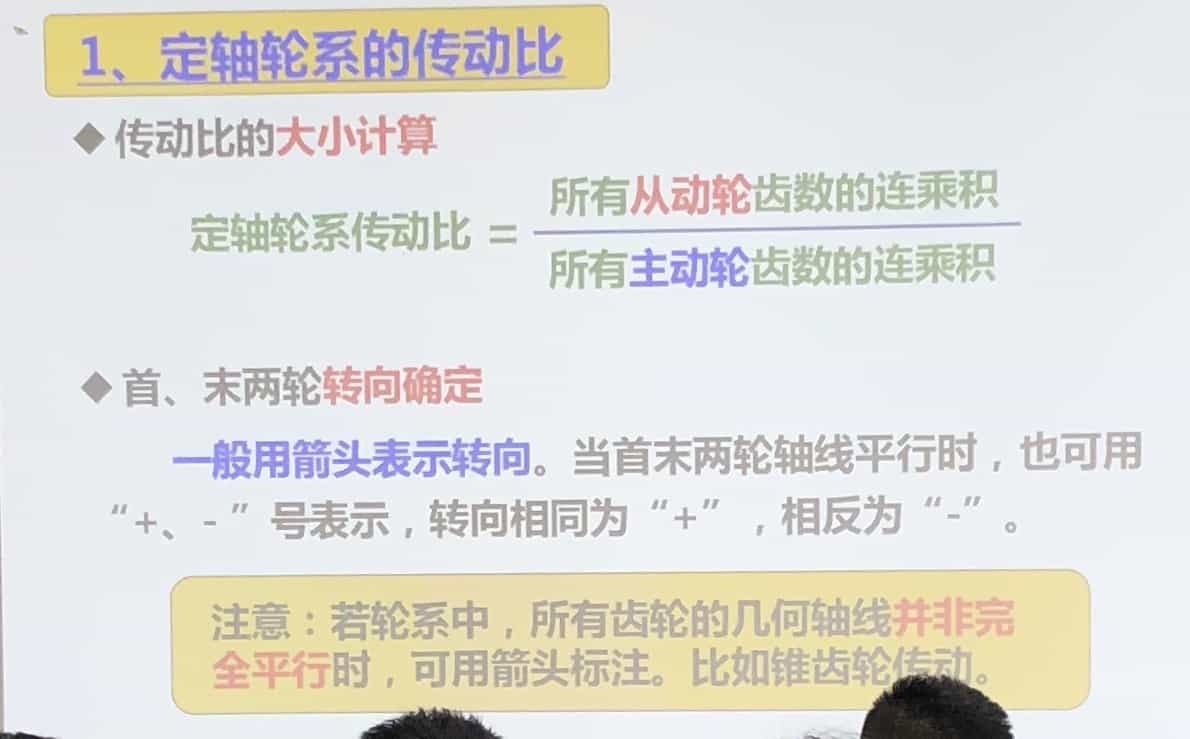 1、定轴轮系的传动比
◆ 传动比的大小计算
所有从动轮齿数的连乘积
定轴轮系传动比 =
所有主动轮齿数的连乘积
◆ 首、末两轮转向确定
一般用箭头表示转向。当首末两轮轴线平行时，也可用
“+、- ”号表示，转向相同为“+”，相反为“-”。
注意：若轮系中，所有齿轮的几何轴线并非完
全平行时，可用箭头标注。比如锥齿轮传动。